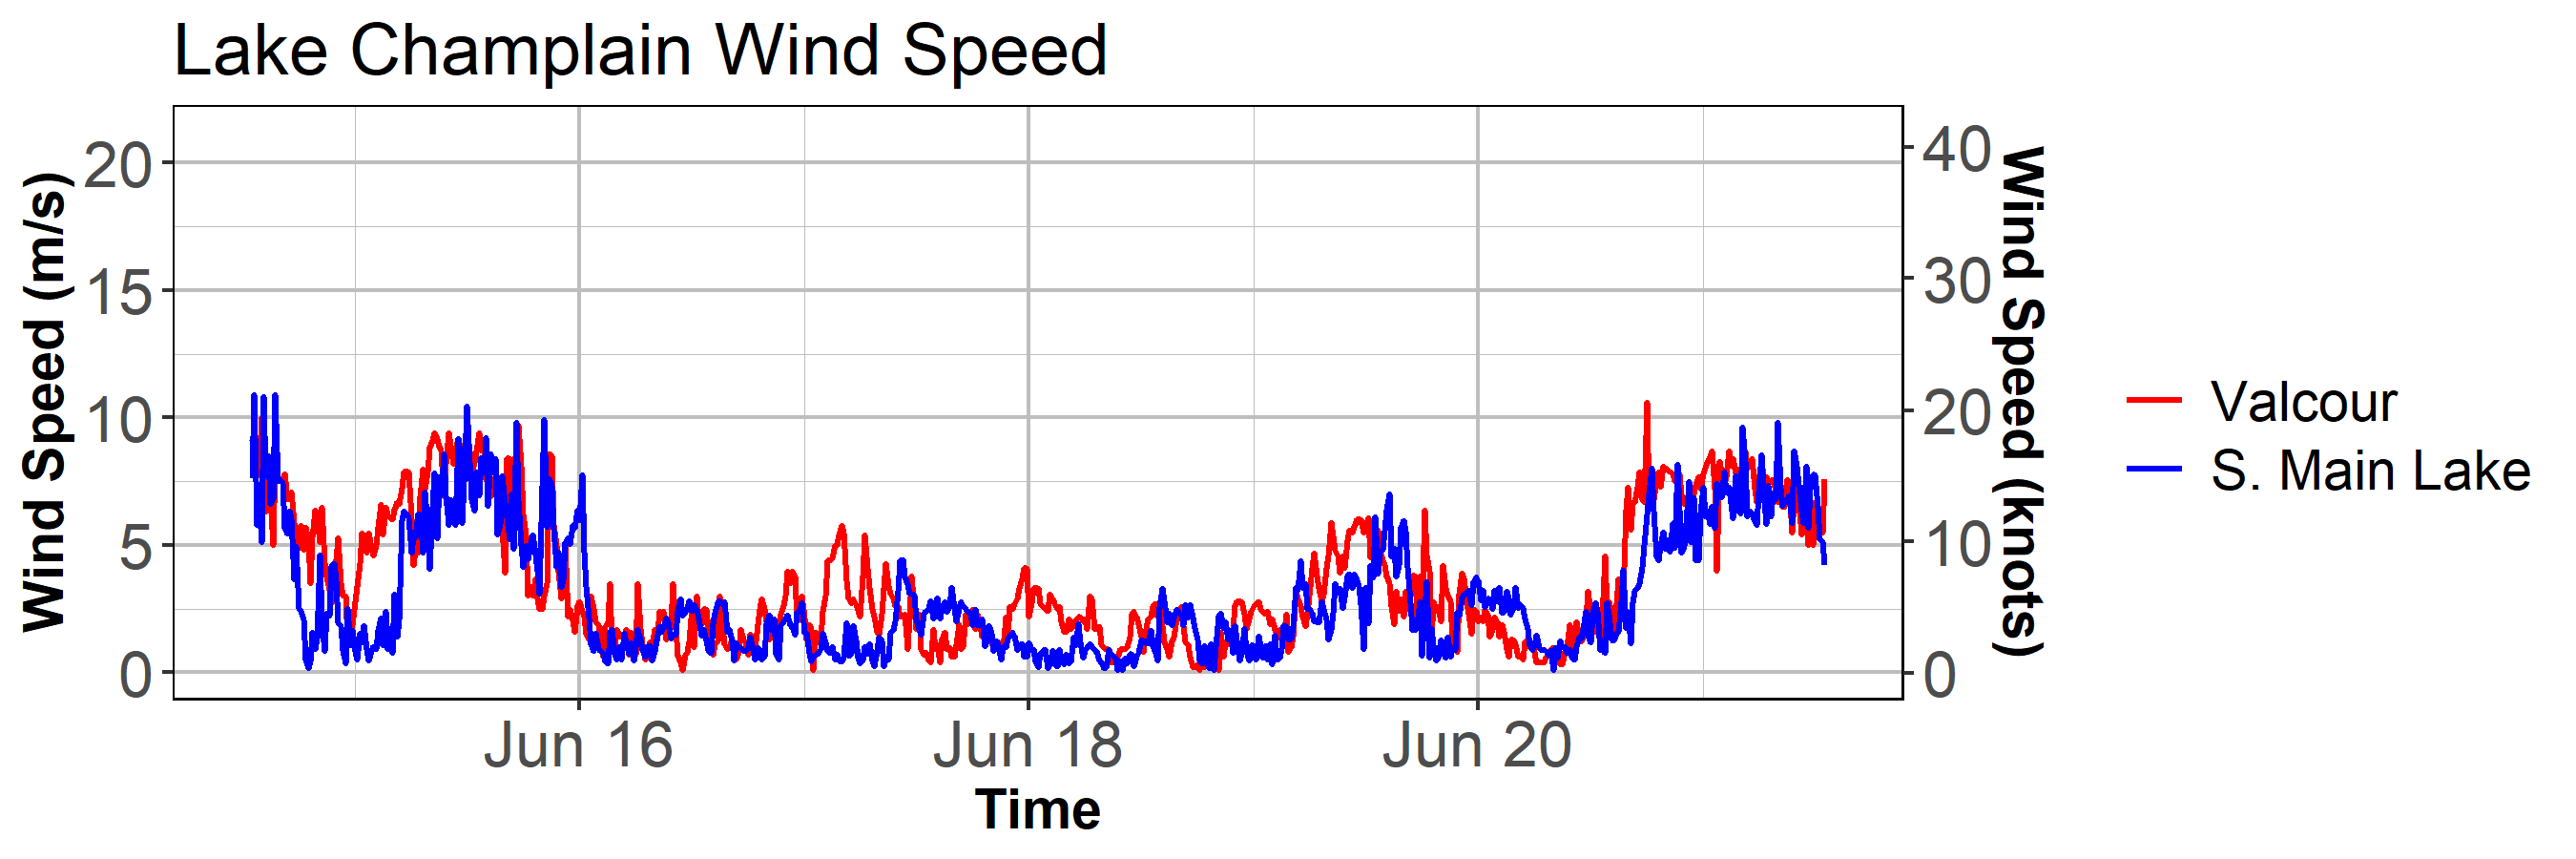 Lake Champlain Wind Speed
Wind Speed (m/s)
20
15
10
5
0
40
30
20
10
0
Wind Speed (knots)
Jun 16
Jun 18
Jun 20
Time
Valcour
S. Main Lake